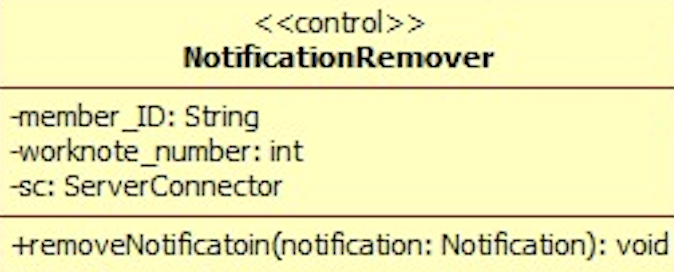 <<control>>
NotificationRemover
-member_ID: String
-worknote_number: int
-sc: ServerConnector
+removeNotificatoin(notification: Notification): void